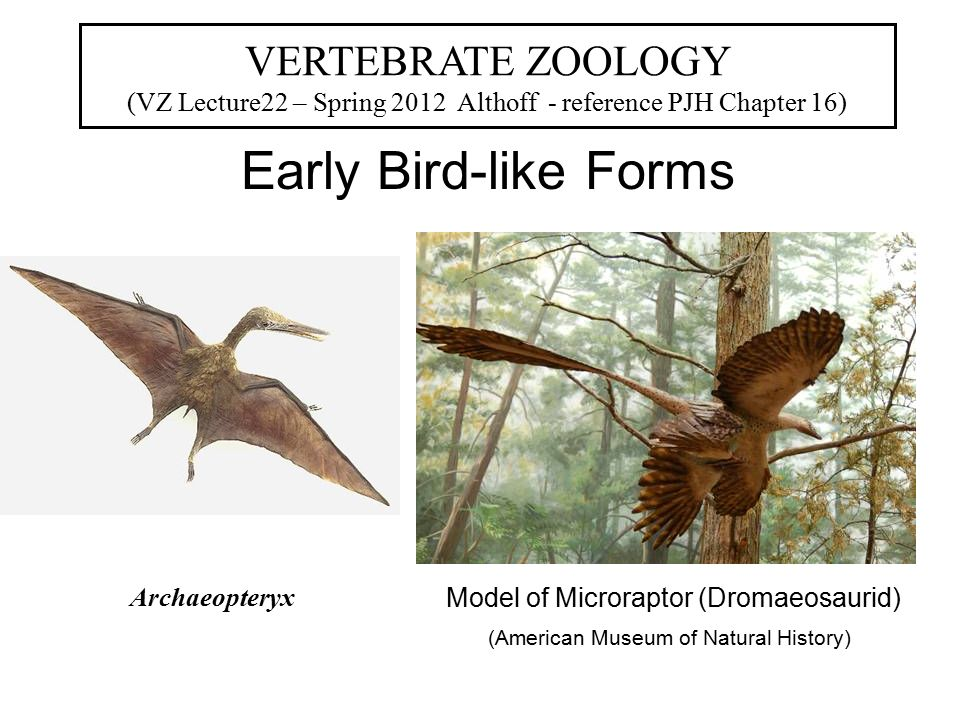 VERTEBRATE ZOOLOGY
(VZ Lecture22 – Spring 2012 Althoff - reference PJH Chapter 16)
Early Bird-like Forms
Archaeopteryx
Model of Microraptor (Dromaeosaurid)
(American Museum of Natural History)